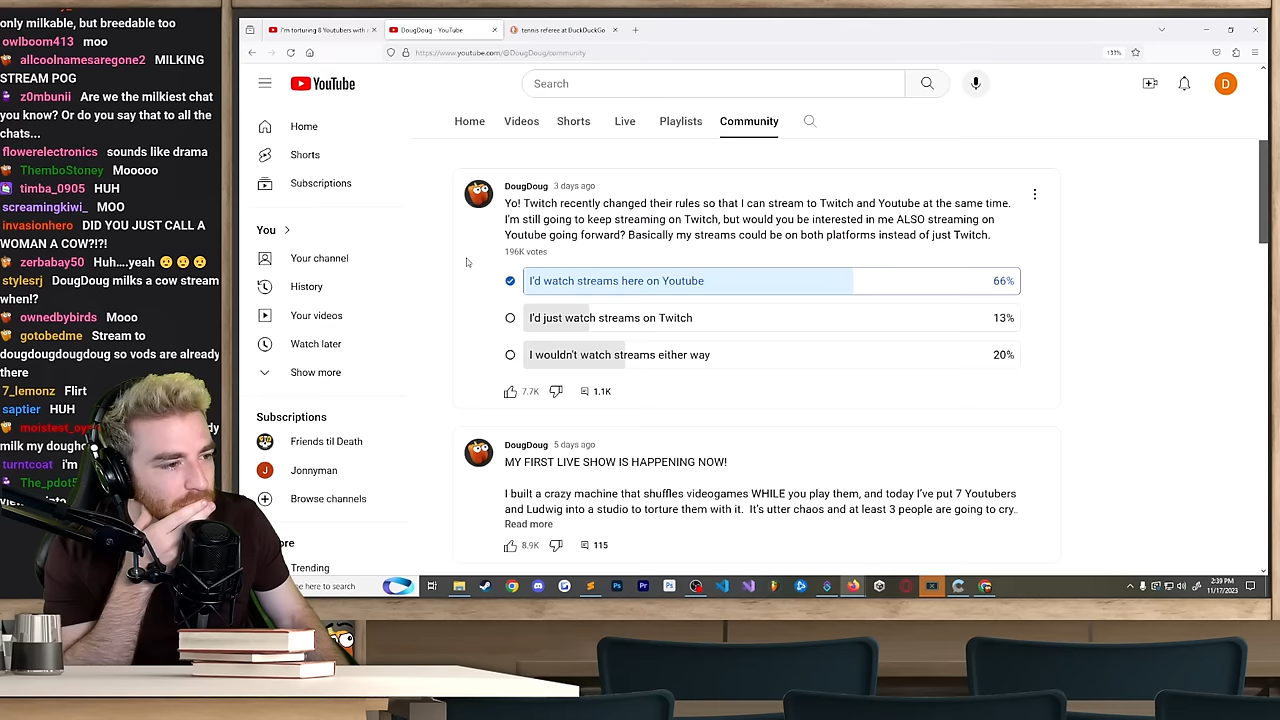 only milkable, but breedable too
owlboom413 moo
allcoolnamesaregone2 MILKING
STREAM POG
z0mbunii Are we the milkiest chat
you know? Or do you say that to all the
chats...
flowerelectronics sounds like drama
ThemboStoney Mooooo
timba_0905 HUH
screamingkiwi_ MOO
invasionhero DID YOU JUST CALL A
WOMAN A COW?!?!
zerbabay50 Huh....yeah 😟😟😟
stylesrj DougDoug milks a cow stream
when!?
ownedbybirds Mooo
gotobedme Stream to
dougdougdougdoug so vods are already
there
7_lemonz Flirt
saptier HUH
milk my
turntcoat i'm
The_pdot5
I'm torturing 8 Youtubers with
DougDoug - YouTube
tennis referee at DuckDuckGo
https://www.youtube.com/@DougDoug/community
133%
YouTube
Search
D
Home
Videos
Shorts
Live
Playlists
Community
Home
Shorts
Subscriptions
You
Your channel
History
Your videos
Watch later
Show more
Subscriptions
Friends til Death
J
Jonnyman
Browse channels
ore
Trending
DougDoug 3 days ago
Yo! Twitch recently changed their rules so that I can stream to Twitch and Youtube at the same time.
I'm still going to keep streaming on Twitch, but would you be interested in me ALSO streaming on
Youtube going forward? Basically my streams could be on both platforms instead of just Twitch.
196K votes
I'd watch streams here on Youtube 66%
I'd just watch streams on Twitch 13%
I wouldn't watch streams either way 20%
7.7K 1.1K
DougDoug 5 days ago
MY FIRST LIVE SHOW IS HAPPENING NOW!
I built a crazy machine that shuffles videogames WHILE you play them, and today I've put 7 Youtubers
and Ludwig into a studio to torture them with it. It's utter chaos and at least 3 people are going to cry..
Read more
8.9K 115
here to search
2:39 PM
11/17/2023